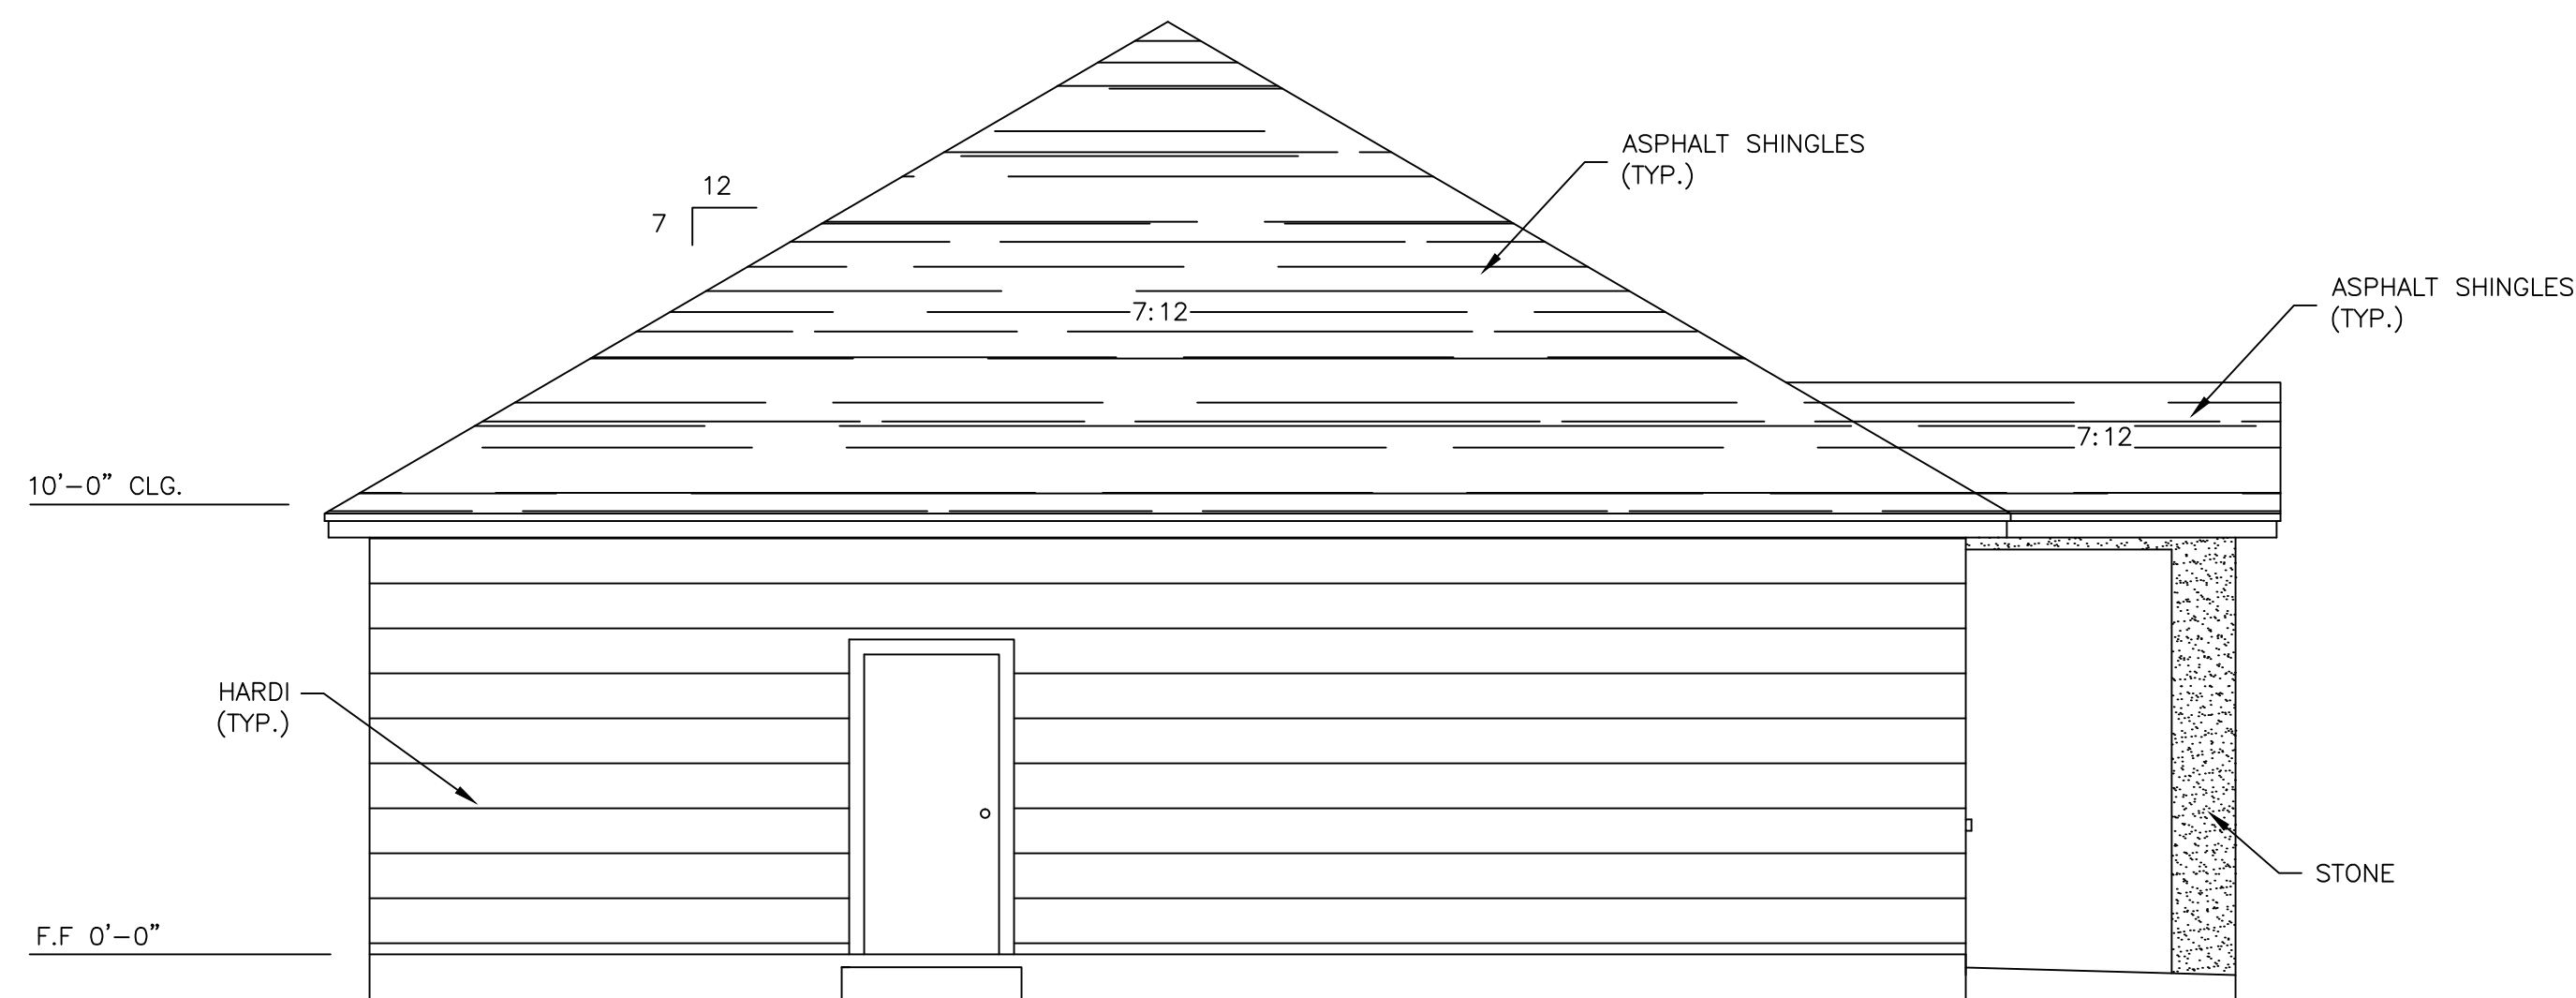 ASPHALT SHINGLES
(TYP.)
12
7
ASPHALT SHINGLES
(TYP.)
7:12
7:12
10'-0" CLG.
HARDI
(TYP.)
STONE
F.F 0'-0"